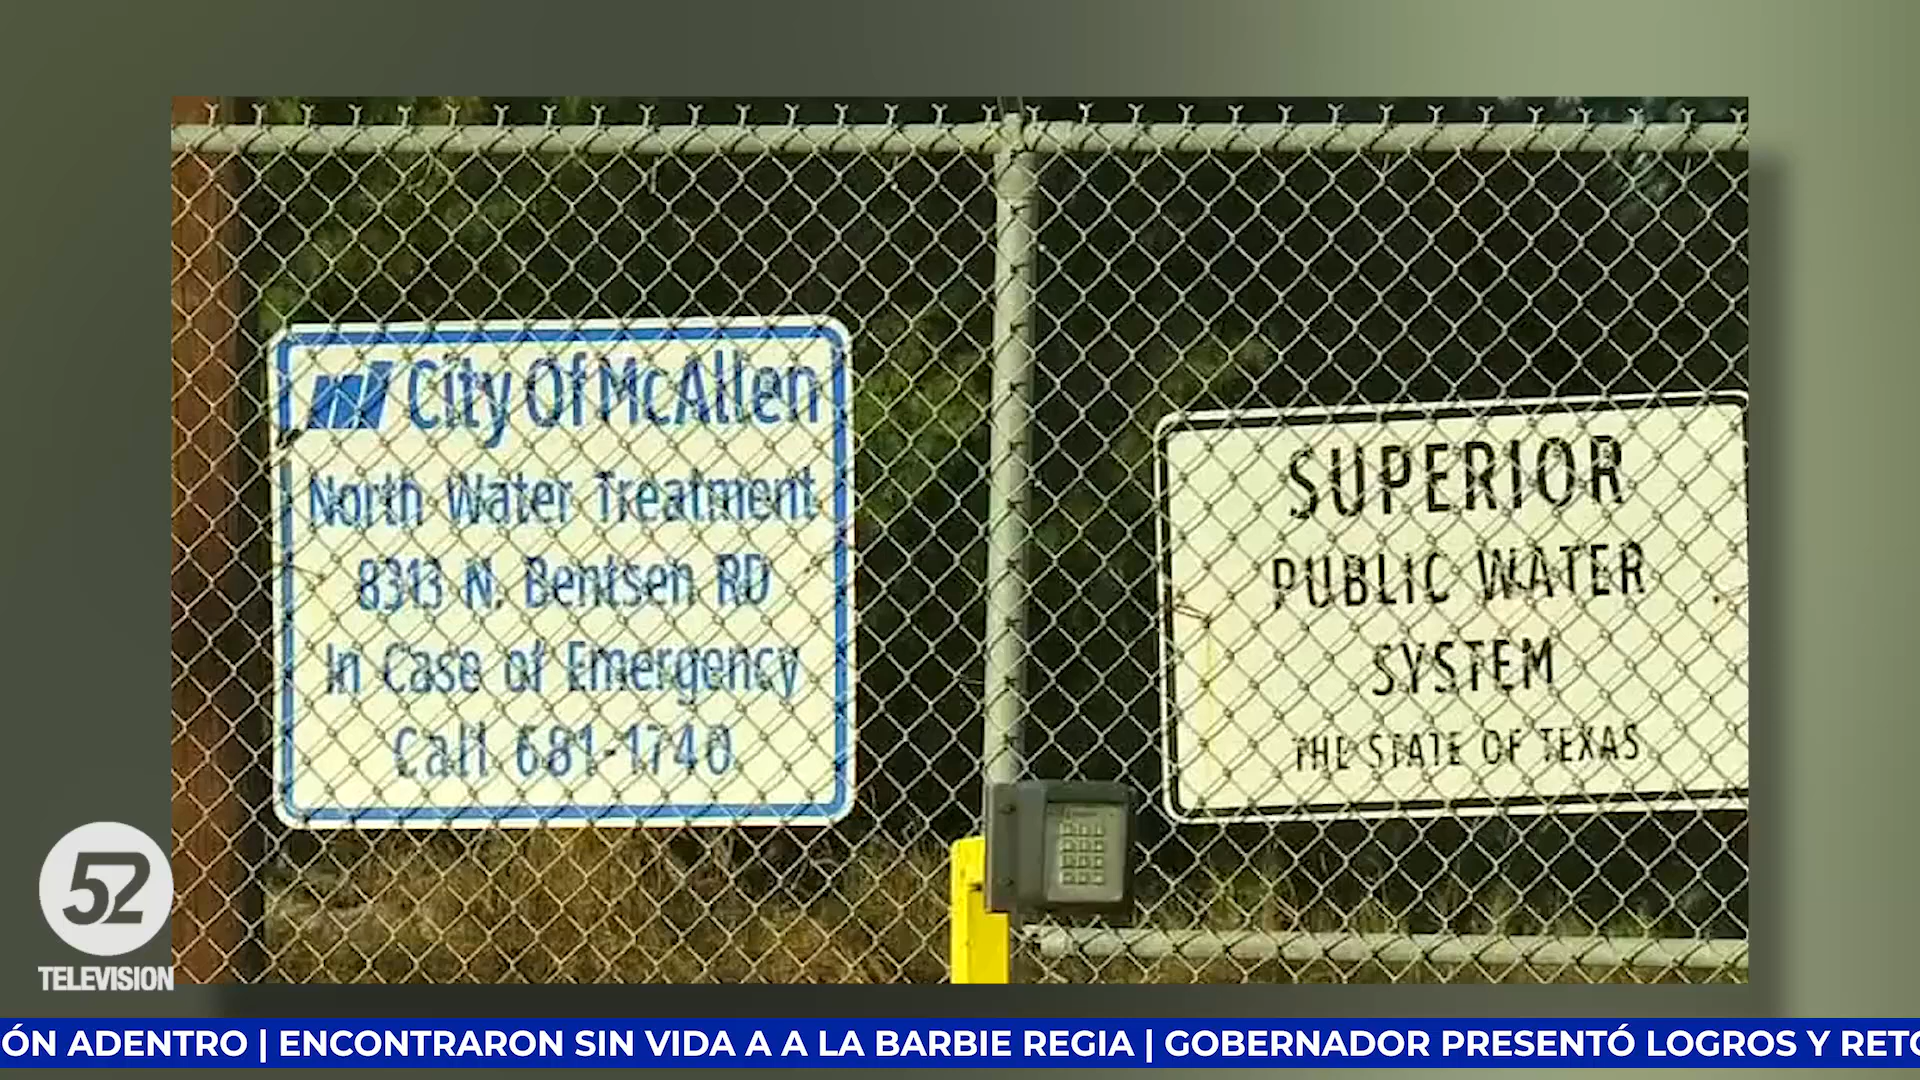 City Of McAllen
North Water Treatment
8313 N. Bentsen RD
In Case of Emergency
Call 681-1740
SUPERIOR
PUBLIC WATER
SYSTEM
THE STATE OF TEXAS
52
TELEVISION
ÓN ADENTRO | ENCONTRARON SIN VIDA A A LA BARBIE REGIA | GOBERNADOR PRESENTÓ LOGROS Y RETO